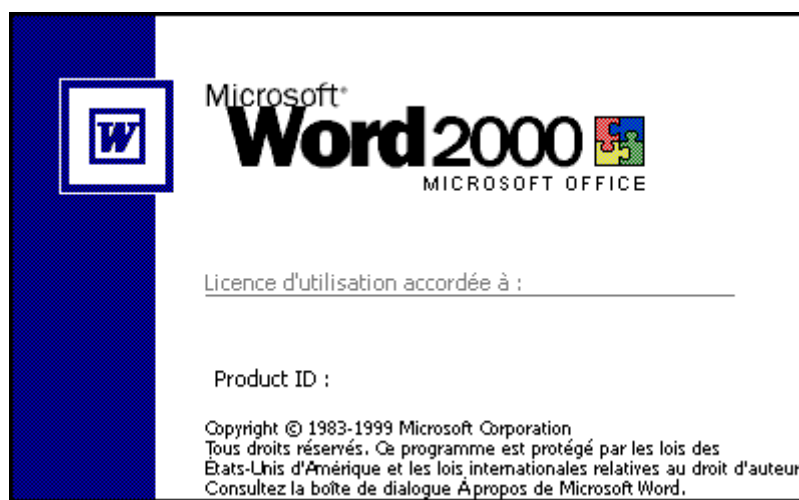 Microsoft®
Word 2000
MICROSOFT OFFICE
W
Licence d'utilisation accordée à :
Product ID :
Copyright © 1983-1999 Microsoft Corporation
Tous droits réservés. Ce programme est protégé par les lois des
États-Unis d'Amérique et les lois internationales relatives au droit d'auteur
Consultez la boîte de dialogue À propos de Microsoft Word.